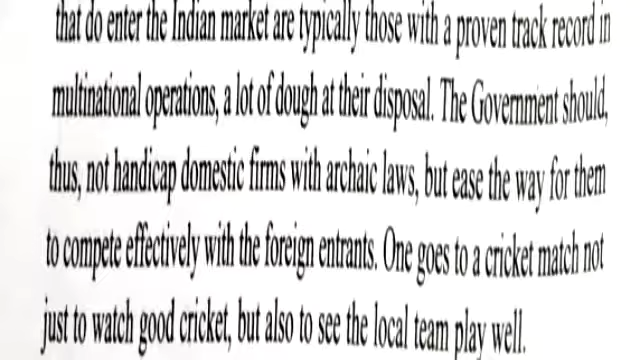 that do enter the Indian market are typically those with a proven track record in
multinational operations, a lot of dough at their disposal. The Government should,
thus, not handicap domestic firms with archaic laws, but ease the way for them
to compete effectively with the foreign entrants. One goes to a cricket match not
just to watch good cricket, but also to see the local team play well.